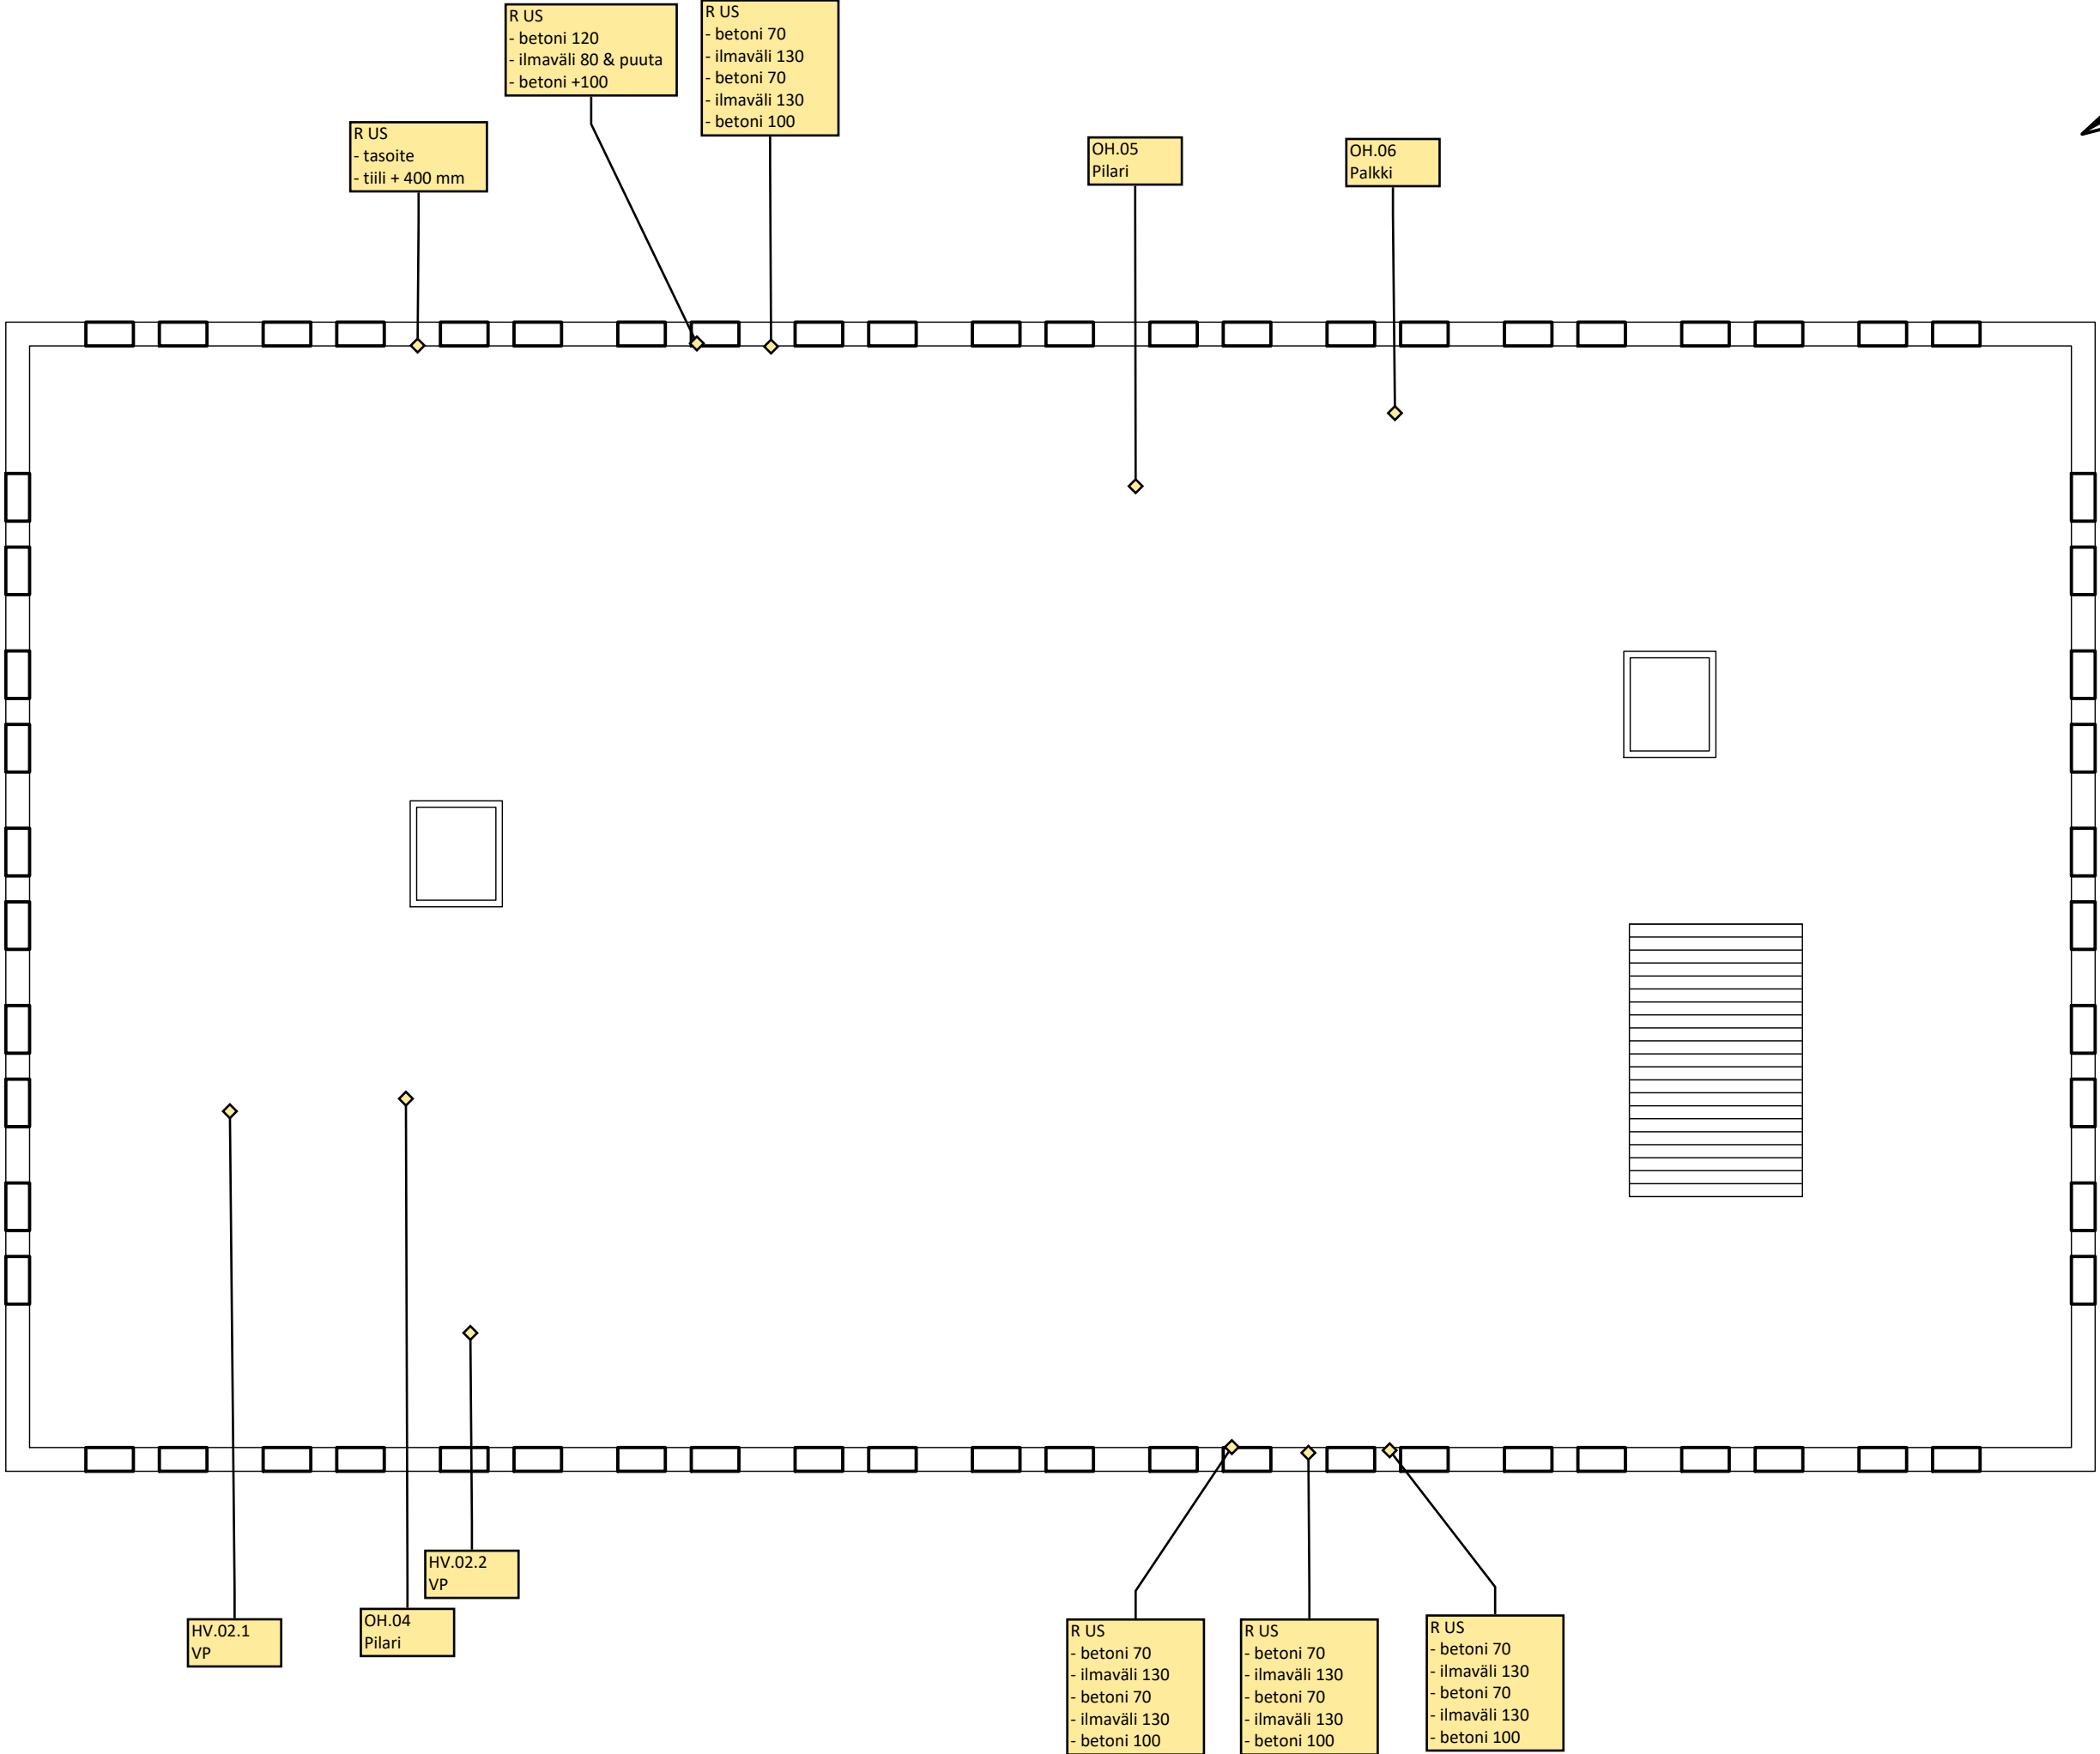 R US
- betoni 120
- ilmaväli 80 & puuta
- betoni +100
R US
- betoni 70
- ilmaväli 130
- betoni 70
- ilmaväli 130
- betoni 100
R US
- tasoite
- tiili + 400 mm
OH.05
Pilari
OH.06
Palkki
HV.02.1
VP
OH.04
Pilari
HV.02.2
VP
R US
- betoni 70
- ilmaväli 130
- betoni 70
- ilmaväli 130
- betoni 100
R US
- betoni 70
- ilmaväli 130
- betoni 70
- ilmaväli 130
- betoni 100
R US
- betoni 70
- ilmaväli 130
- betoni 70
- ilmaväli 130
- betoni 100